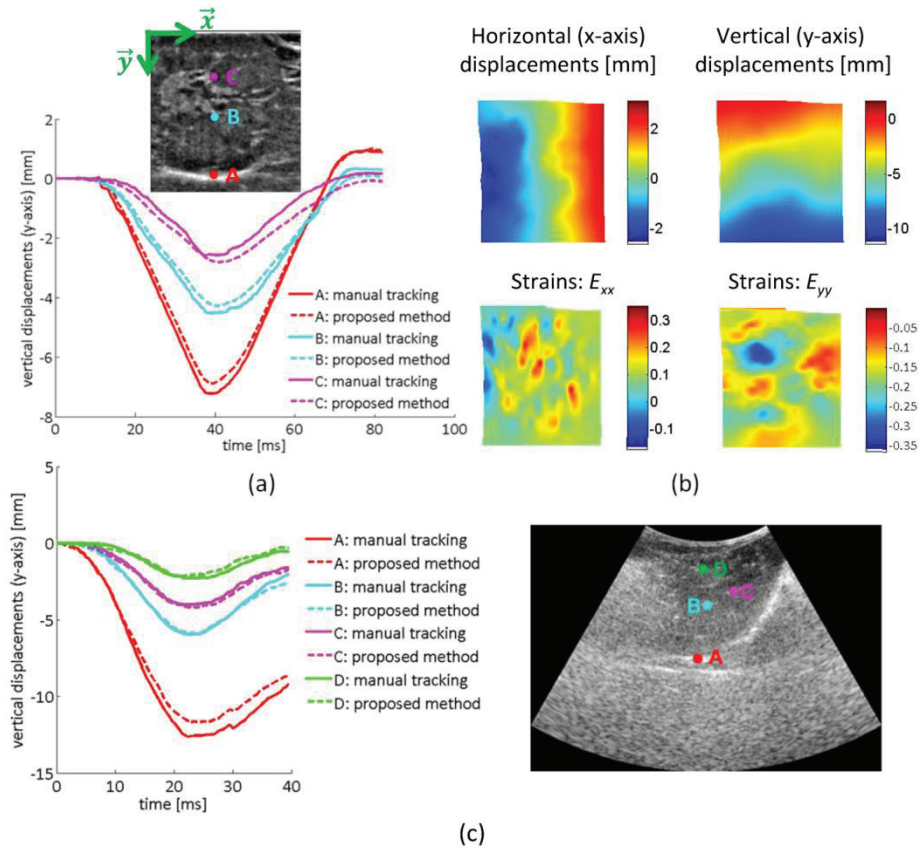 x
y
C
B
A
2
0
-2
-4
-6
-8
0 20 40 60 80 100
vertical displacements (y-axis) [mm]
time [ms]
A: manual tracking
A: proposed method
B: manual tracking
B: proposed method
C: manual tracking
C: proposed method
(a)
Horizontal (x-axis)
displacements [mm]
2
0
-2
Vertical (y-axis)
displacements [mm]
0
-5
-10
Strains: Exx
0.3
0.2
0.1
0
-0.1
Strains: Eyy
-0.05
-0.1
-0.15
-0.2
-0.25
-0.3
-0.35
(b)
5
0
-5
-10
-15
0 10 20 30 40
vertical displacements (y-axis) [mm]
time [ms]
A: manual tracking
A: proposed method
B: manual tracking
B: proposed method
C: manual tracking
C: proposed method
D: manual tracking
D: proposed method
D
C
B
A
(c)